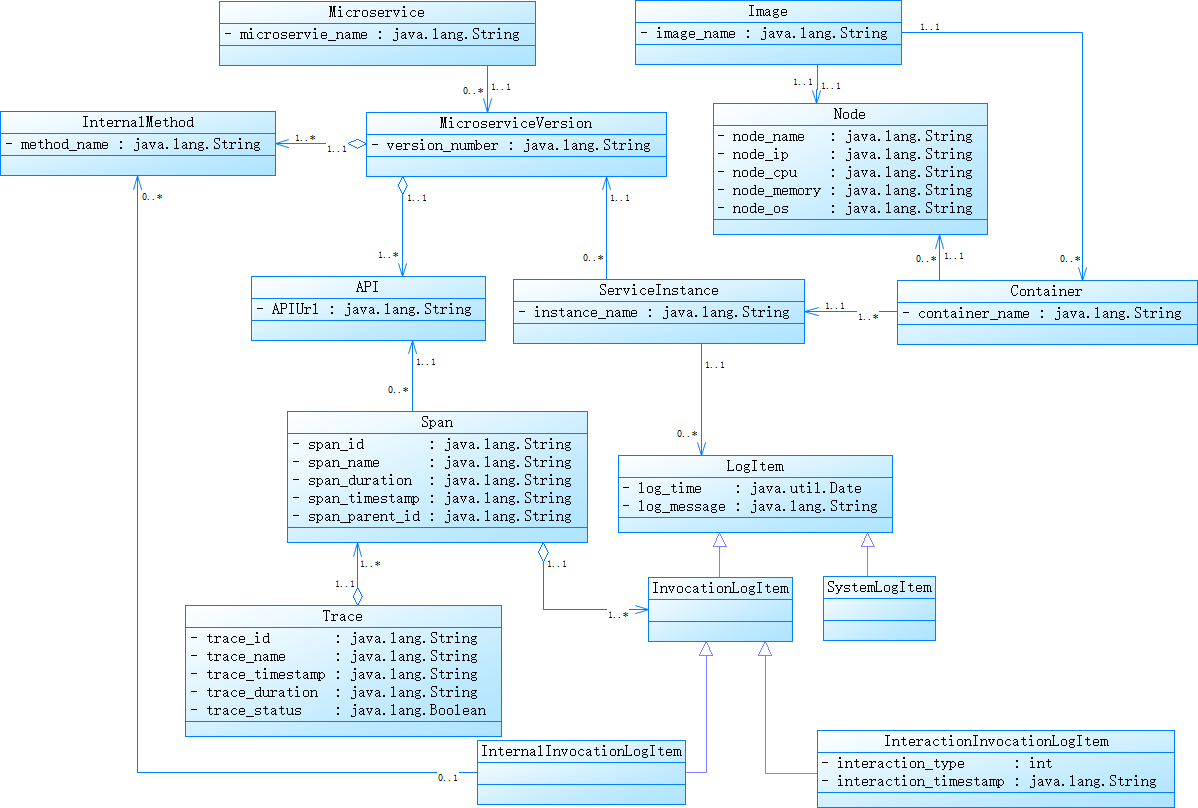 Microservice
- microservie_name : java.lang.String
Image
- image_name : java.lang.String
1..1
0..*
1..1
1..1
1..1
InternalMethod
- method_name : java.lang.String
1..*
1..1
MicroserviceVersion
- version_number : java.lang.String
Node
- node_name : java.lang.String
- node_ip : java.lang.String
- node_cpu : java.lang.String
- node_memory : java.lang.String
- node_os : java.lang.String
0..*
1..1
1..1
1..*
0..*
0..*
1..1
0..*
API
- APIUrl : java.lang.String
ServiceInstance
- instance_name : java.lang.String
1..1
1..*
Container
- container_name : java.lang.String
1..1
0..*
1..1
0..*
Span
- span_id : java.lang.String
- span_name : java.lang.String
- span_duration : java.lang.String
- span_timestamp : java.lang.String
- span_parent_id : java.lang.String
LogItem
- log_time : java.util.Date
- log_message : java.lang.String
1..*
1..1
1..1
1..*
InvocationLogItem
SystemLogItem
Trace
- trace_id : java.lang.String
- trace_name : java.lang.String
- trace_timestamp : java.lang.String
- trace_duration : java.lang.String
- trace_status : java.lang.Boolean
0..1
InternalInvocationLogItem
InteractionInvocationLogItem
- interaction_type : int
- interaction_timestamp : java.lang.String